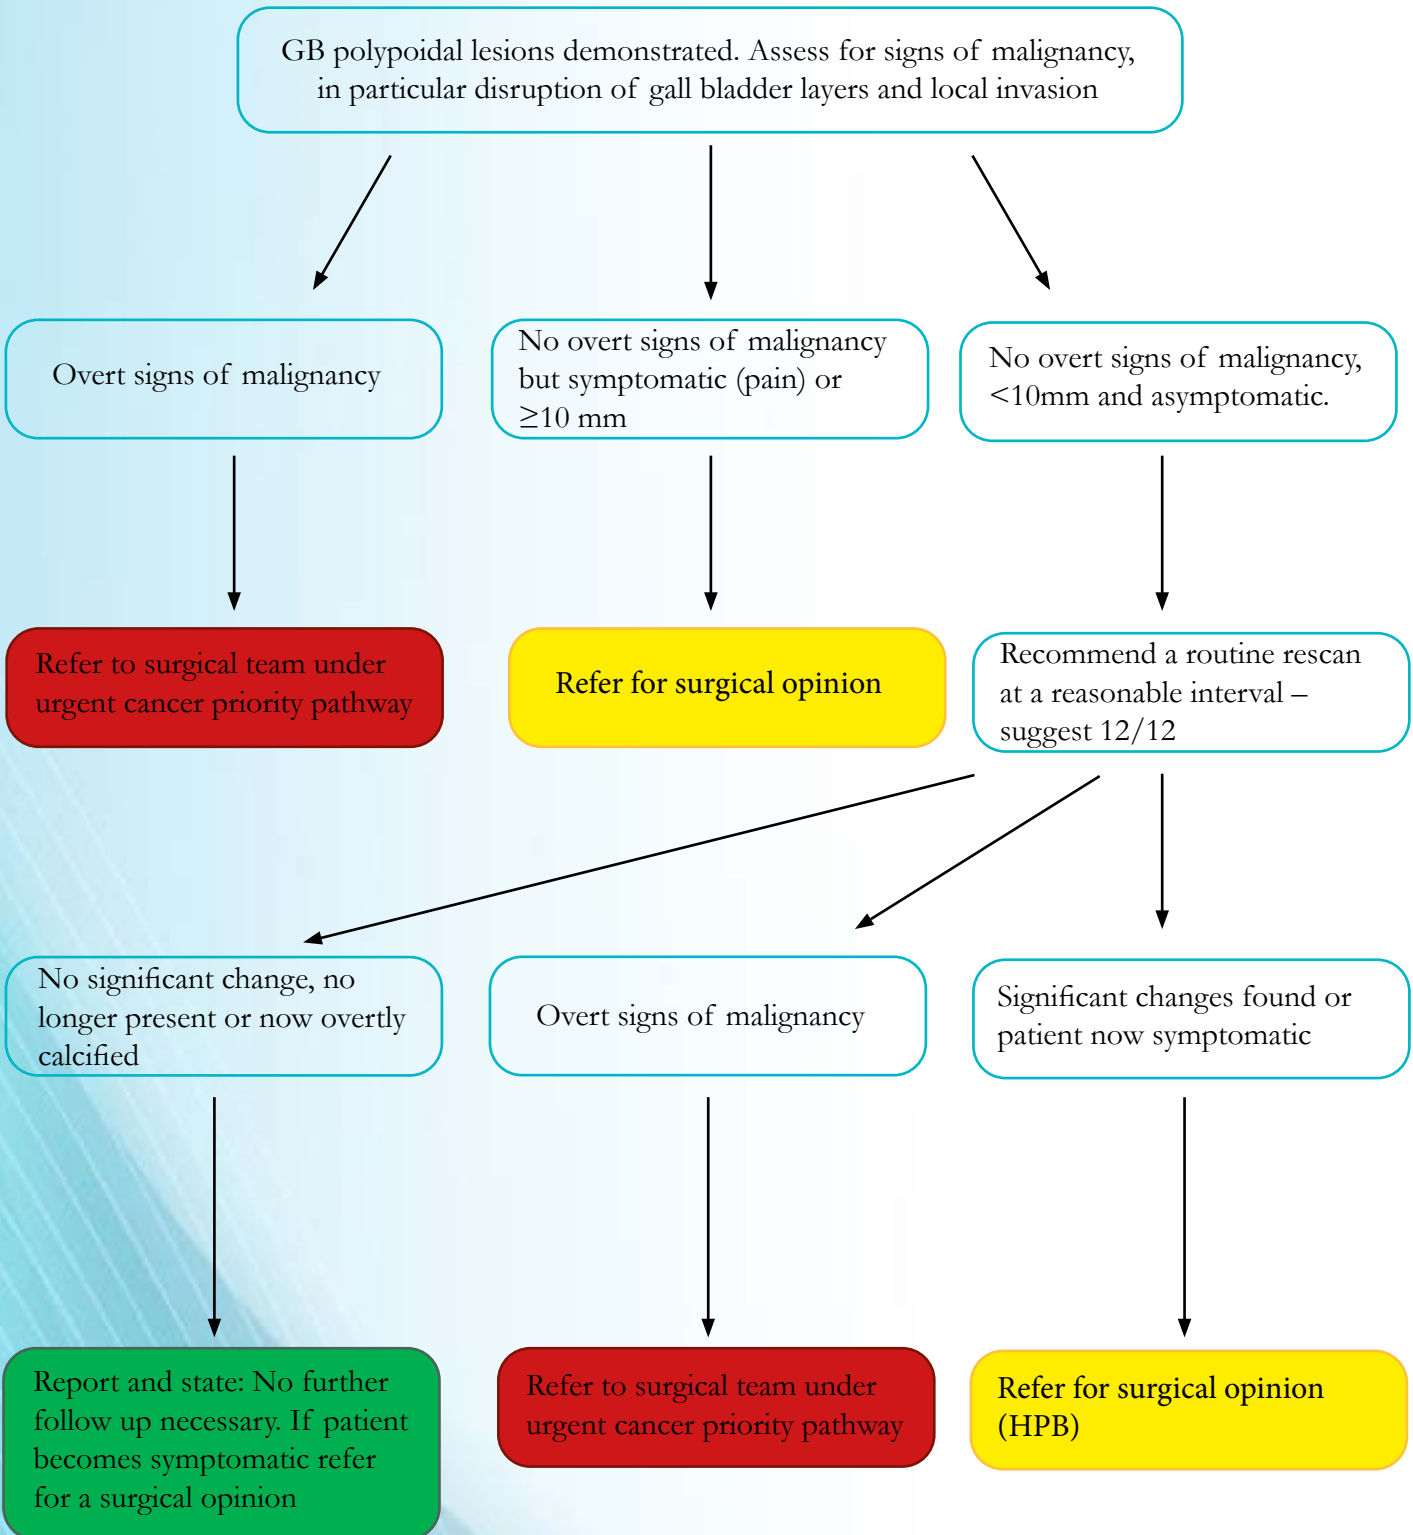 GB polypoidal lesions demonstrated. Assess for signs of malignancy,
in particular disruption of gall bladder layers and local invasion
Overt signs of malignancy
No overt signs of malignancy
but symptomatic (pain) or
≥10 mm
No overt signs of malignancy,
<10mm and asymptomatic.
Refer to surgical team under
urgent cancer priority pathway
Refer for surgical opinion
Recommend a routine rescan
at a reasonable interval –
suggest 12/12
No significant change, no
longer present or now overtly
calcified
Overt signs of malignancy
Significant changes found or
patient now symptomatic
Report and state: No further
follow up necessary. If patient
becomes symptomatic refer
for a surgical opinion
Refer to surgical team under
urgent cancer priority pathway
Refer for surgical opinion
(HPB)